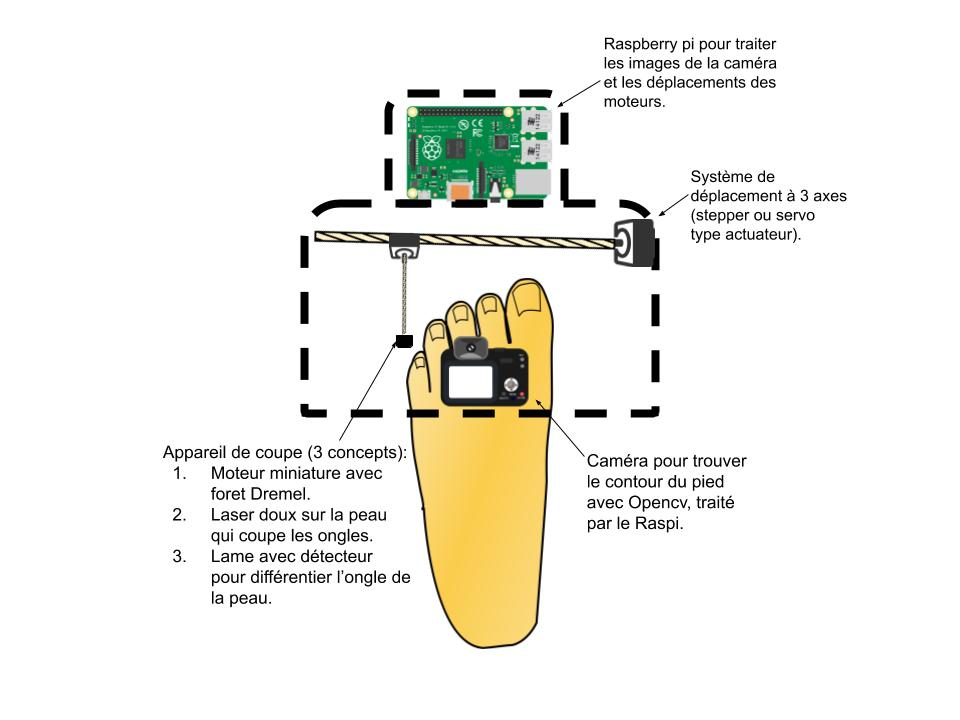 Raspberry pi pour traiter
les images de la caméra
et les déplacements des
moteurs.
14122
14122
HDMI
Système de
déplacement à 3 axes
(stepper ou servo
type actuateur).
Appareil de coupe (3 concepts):
1. Moteur miniature avec
foret Dremel.
2. Laser doux sur la peau
qui coupe les ongles.
3. Lame avec détecteur
pour différentier l'ongle de
la peau.
Caméra pour trouver
le contour du pied
avec Opencv, traité
par le Raspi.